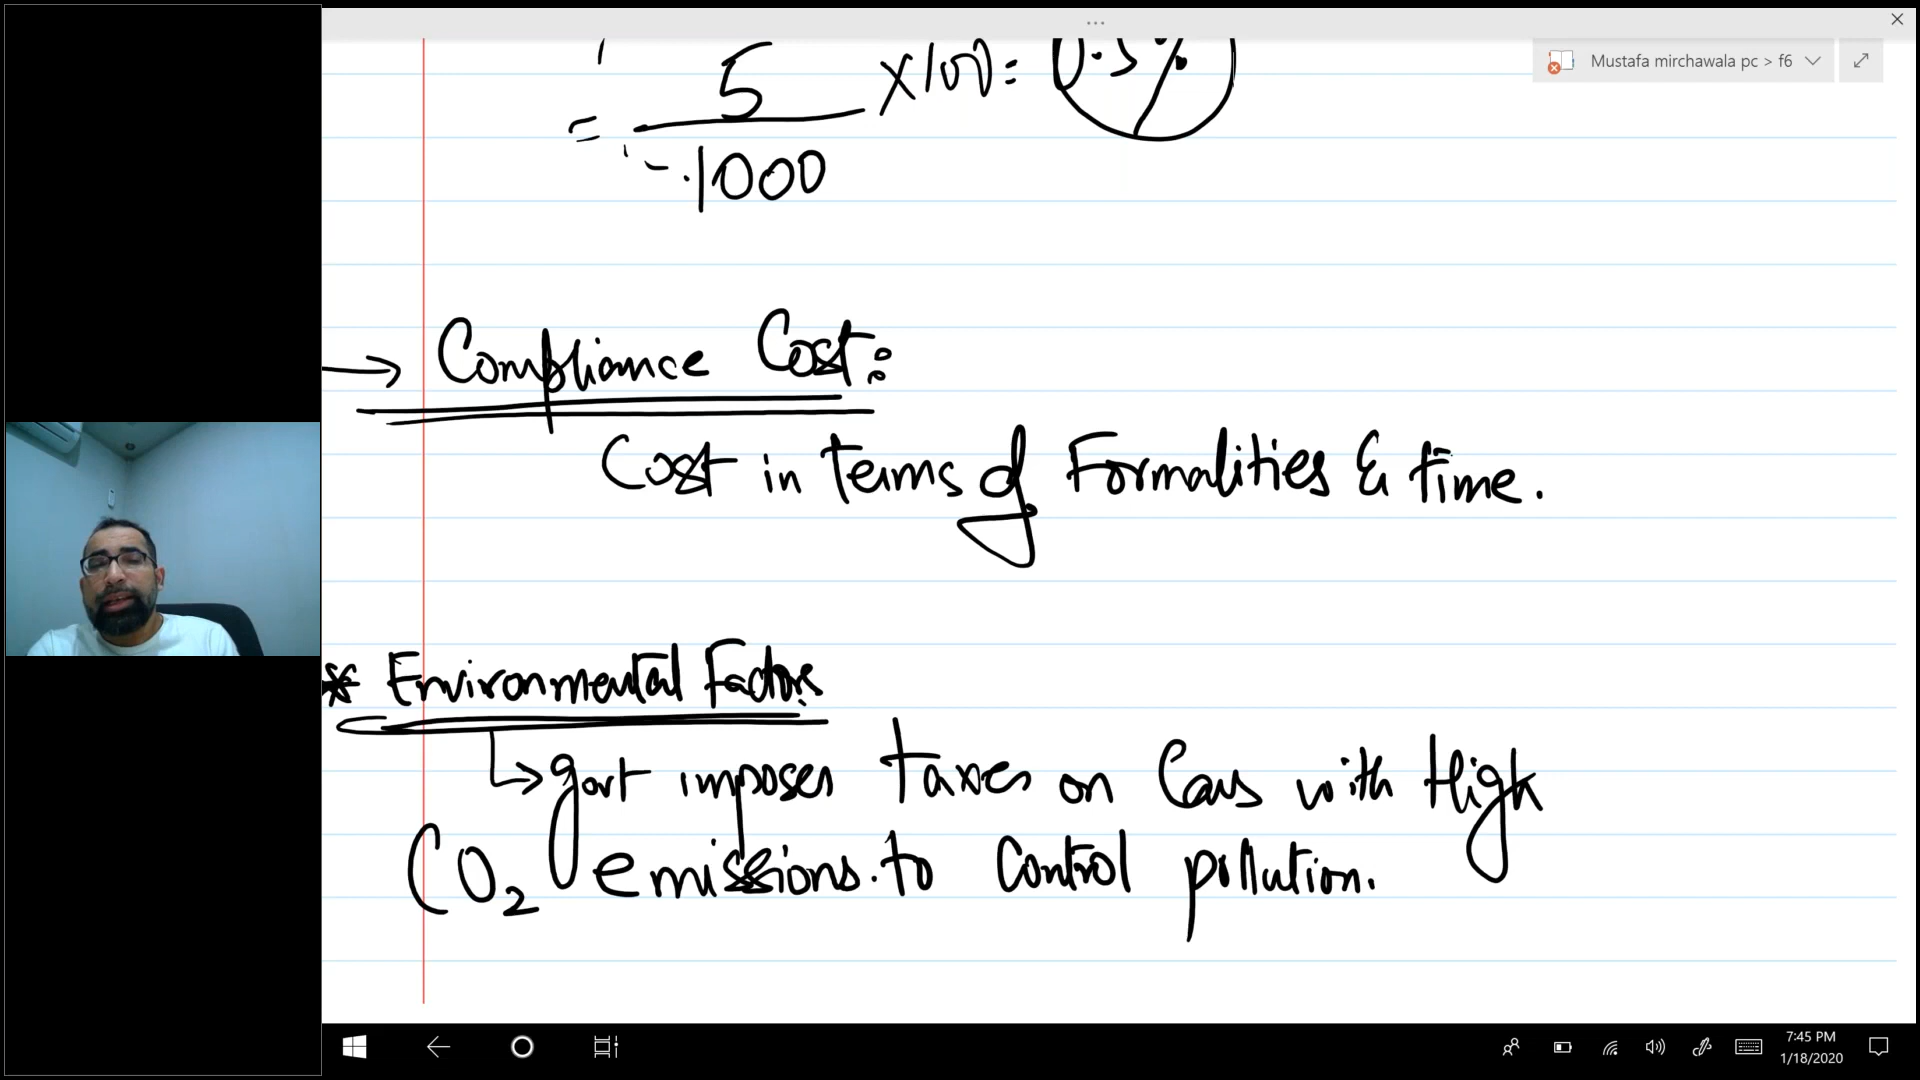 Mustafa mirchawala pc > f6
= 5/1000 ×100 = 0.5%
→ Compliance Cost:
Cost in terms of Formalities & time.
* Environmental Factors
↳ govt imposes taxes on Cars with High
CO₂ emissions. to Control pollution.
7:45 PM
1/18/2020